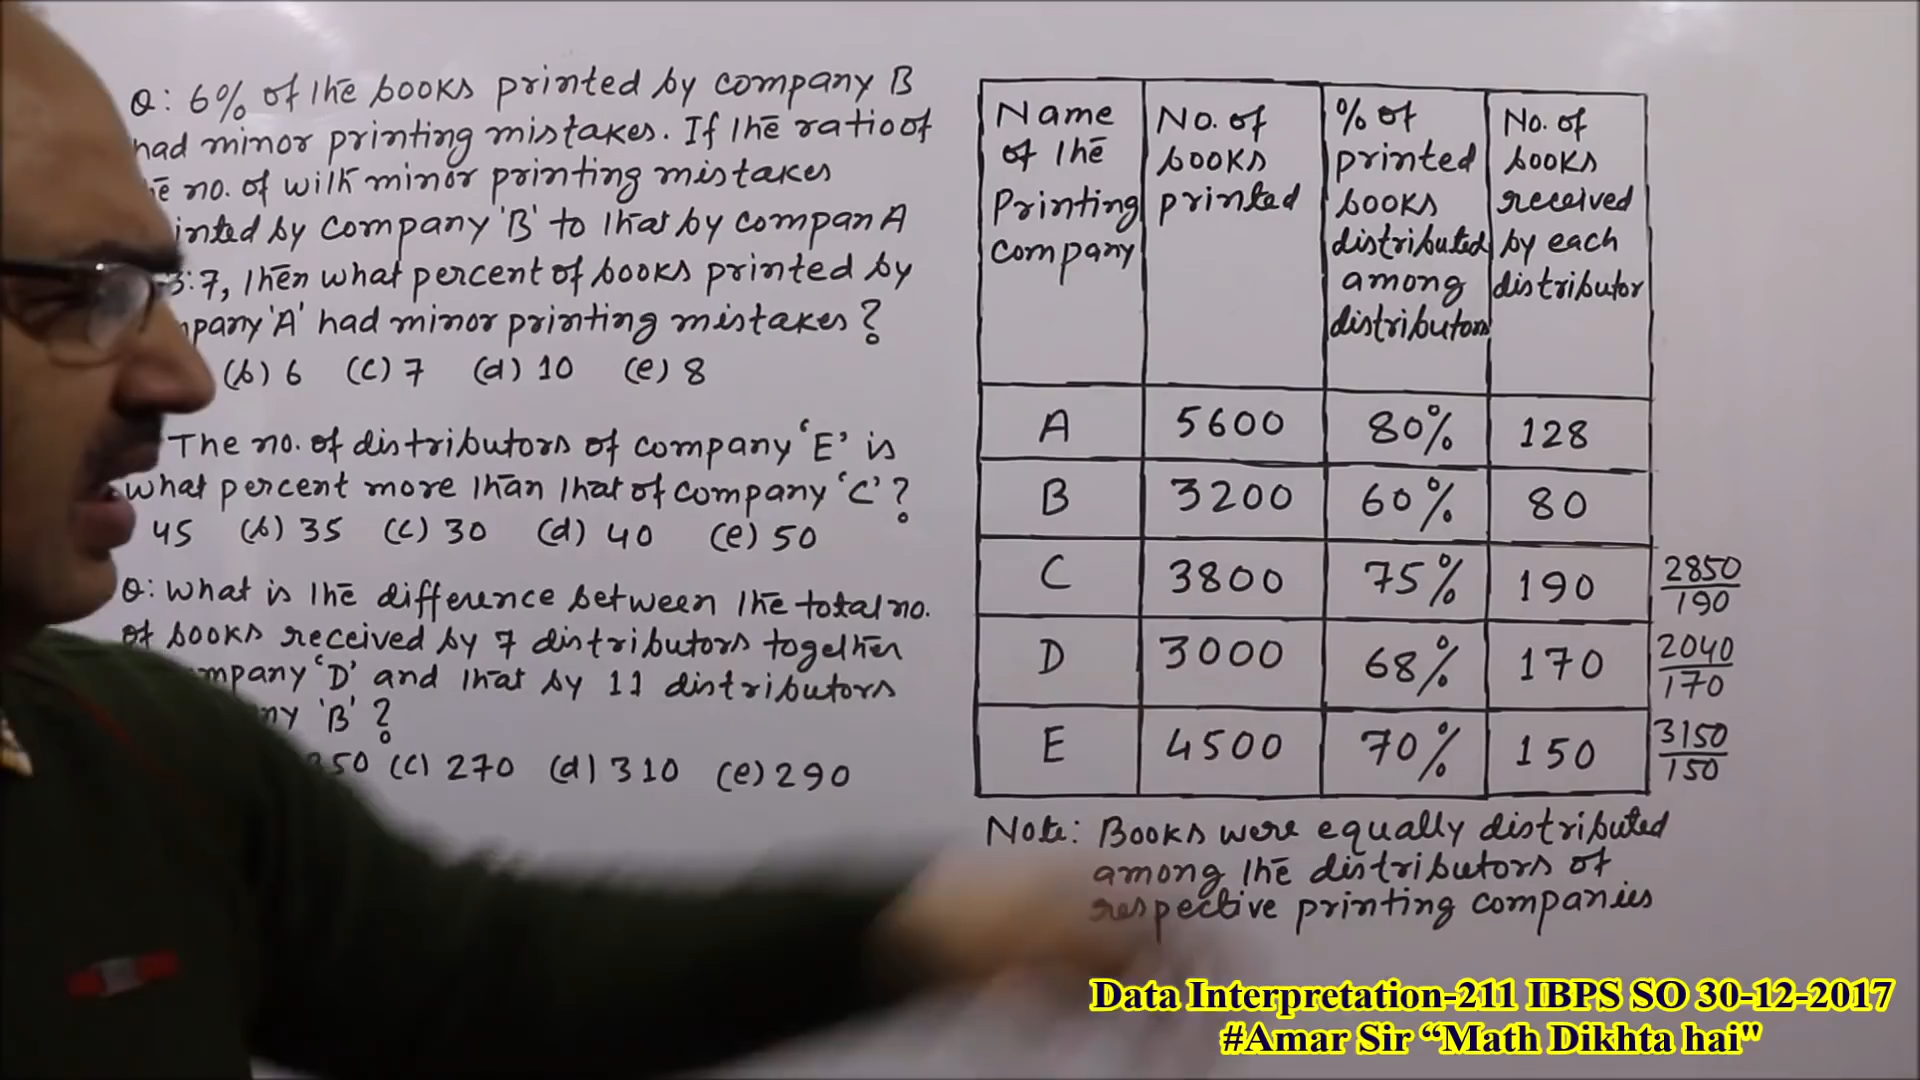 Q: 6% of the books printed by company B
had minor printing mistakes. If the ratio of
no. of with minor printing mistakes
by company 'B' to that by compan A
3:7, then what percent of books printed by
'A' had minor printing mistakes?
(b) 6 (c) 7 (d) 10 (e) 8
The no. of distributors of company 'E' is
what percent more than that of company 'C'?
45 (b) 35 (c) 30 (d) 40 (e) 50
Q: What is the difference between the total no.
of books received by 7 distributors together
'D' and that by 11 distributors
'B'?
50 (c) 270 (d) 310 (e) 290
Name of the Printing company
No. of books printed
% of printed books distributed among distributors
No. of books received by each distributor
A 5600 80% 128
B 3200 60% 80
C 3800 75% 190 2850/190
D 3000 68% 170 2040/170
E 4500 70% 150 3150/150
Note: Books were equally distributed
among the distributors of
respective printing companies
Data Interpretation-211 IBPS SO 30-12-2017
#Amar Sir “Math Dikhta hai"